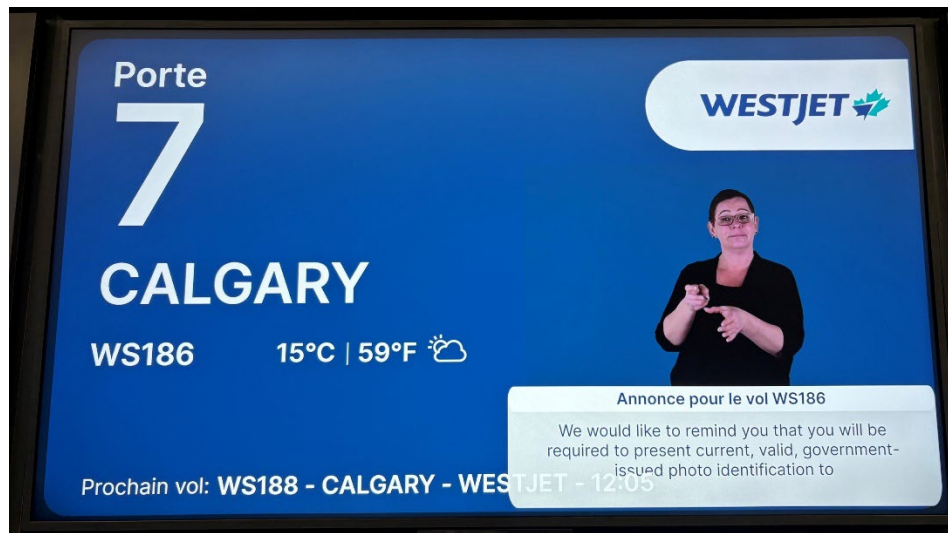 Porte
7
WESTJET
CALGARY
WS186
15°C | 59°F
Annonce pour le vol WS186
We would like to remind you that you will be
required to present current, valid, government-
issued photo identification to
Prochain vol: WS188 - CALGARY - WESTJET - 12:05